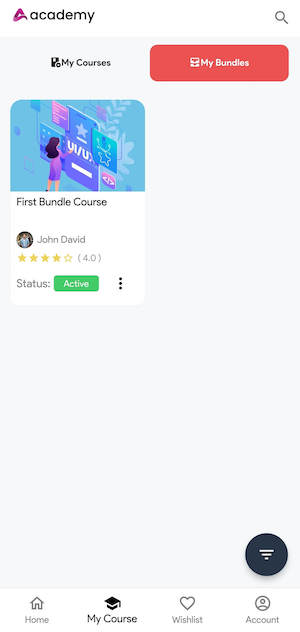 academy
My Courses
My Bundles
UI/UX
</>
First Bundle Course
John David
( 4.0 )
Status: Active
Home
My Course
Wishlist
Account